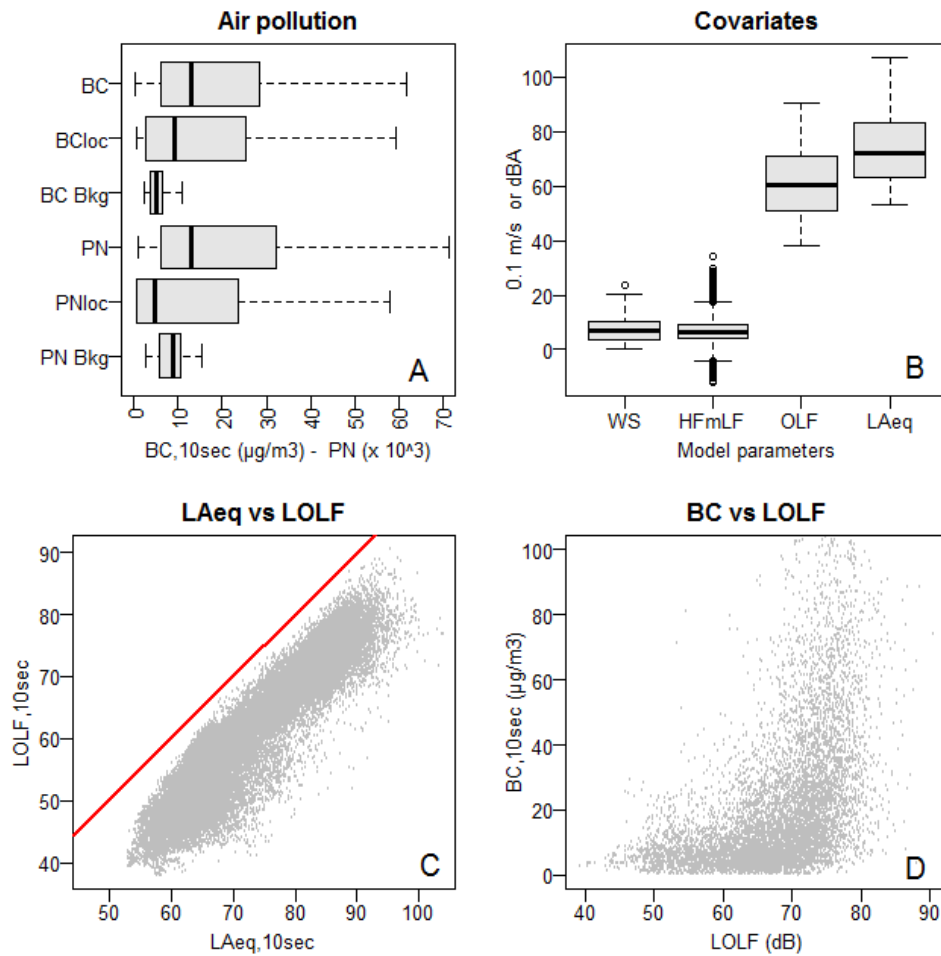 Air pollution
BC
BCloc
BC Bkg
PN
PNloc
PN Bkg
A
0 10 20 30 40 50 60 70
BC,10sec (µg/m3) - PN (x 10^3)
Covariates
0.1 m/s or dBA
100
80
60
40
20
0
B
WS HFmLF OLF LAeq
Model parameters
LAeq vs LOLF
LOLF,10sec
90
80
70
60
50
40
C
50 60 70 80 90 100
LAeq,10sec
BC vs LOLF
BC,10sec (µg/m3)
100
80
60
40
20
0
D
40 50 60 70 80 90
LOLF (dB)